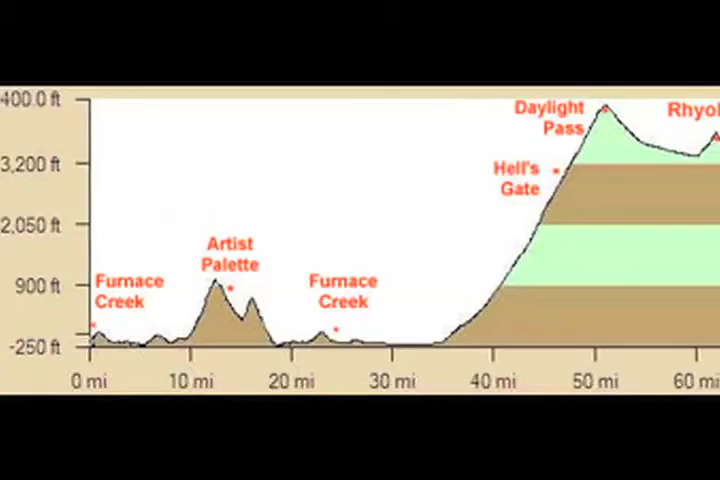 400.0 ft
Daylight
Pass
Rhyol
3,200 ft
Hell's
Gate
2,050 ft
Artist
Palette
900 ft
Furnace
Creek
Furnace
Creek
-250 ft
0 mi
10 mi
20 mi
30 mi
40 mi
50 mi
60 mi